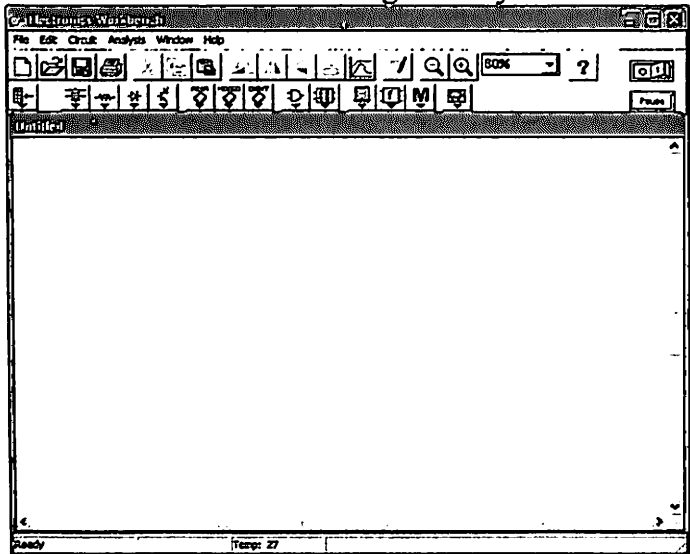 Electronics Workbench
File Edit Circuit Analysis Window Help
80% ?
Pause
Untitled
M
Ready Temp: 27